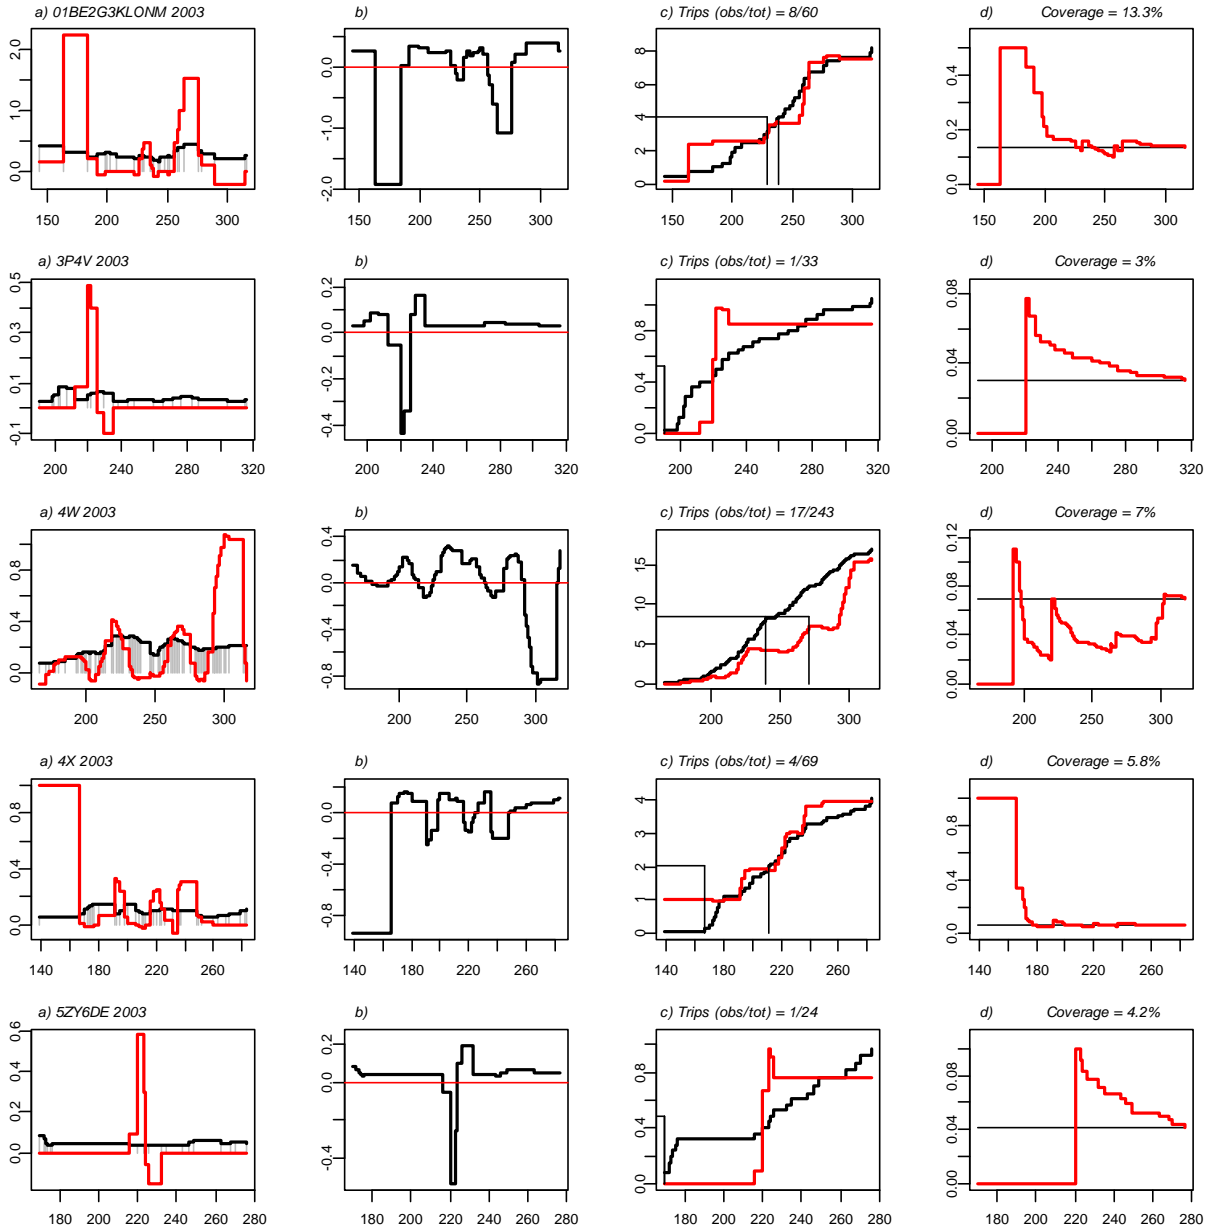 a) 01BE2G3KLONM 2003
0.0 1.0 2.0
150 200 250 300
b)
-2.0 -1.0 0.0
150 200 250 300
c) Trips (obs/tot) = 8/60
0 2 4 6 8
150 200 250 300
d) Coverage = 13.3%
0.0 0.2 0.4
150 200 250 300
a) 3P4V 2003
-0.1 0.1 0.3 0.5
200 240 280 320
b)
-0.4 -0.2 0.0 0.2
200 240 280 320
c) Trips (obs/tot) = 1/33
0.0 0.4 0.8
200 240 280 320
d) Coverage = 3%
0.00 0.04 0.08
200 240 280 320
a) 4W 2003
0.0 0.4 0.8
200 250 300
b)
-0.8 -0.4 0.0 0.4
200 250 300
c) Trips (obs/tot) = 17/243
0 5 10 15
200 250 300
d) Coverage = 7%
0.00 0.04 0.08 0.12
200 250 300
a) 4X 2003
0.0 0.4 0.8
140 180 220 260
b)
-0.8 -0.4 0.0
140 180 220 260
c) Trips (obs/tot) = 4/69
0 1 2 3 4
140 180 220 260
d) Coverage = 5.8%
0.0 0.4 0.8
140 180 220 260
a) 5ZY6DE 2003
0.0 0.2 0.4 0.6
180 200 220 240 260 280
b)
-0.4 0.0 0.2
180 200 220 240 260 280
c) Trips (obs/tot) = 1/24
0.0 0.4 0.8
180 200 220 240 260 280
d) Coverage = 4.2%
0.00 0.04 0.08
180 200 220 240 260 280